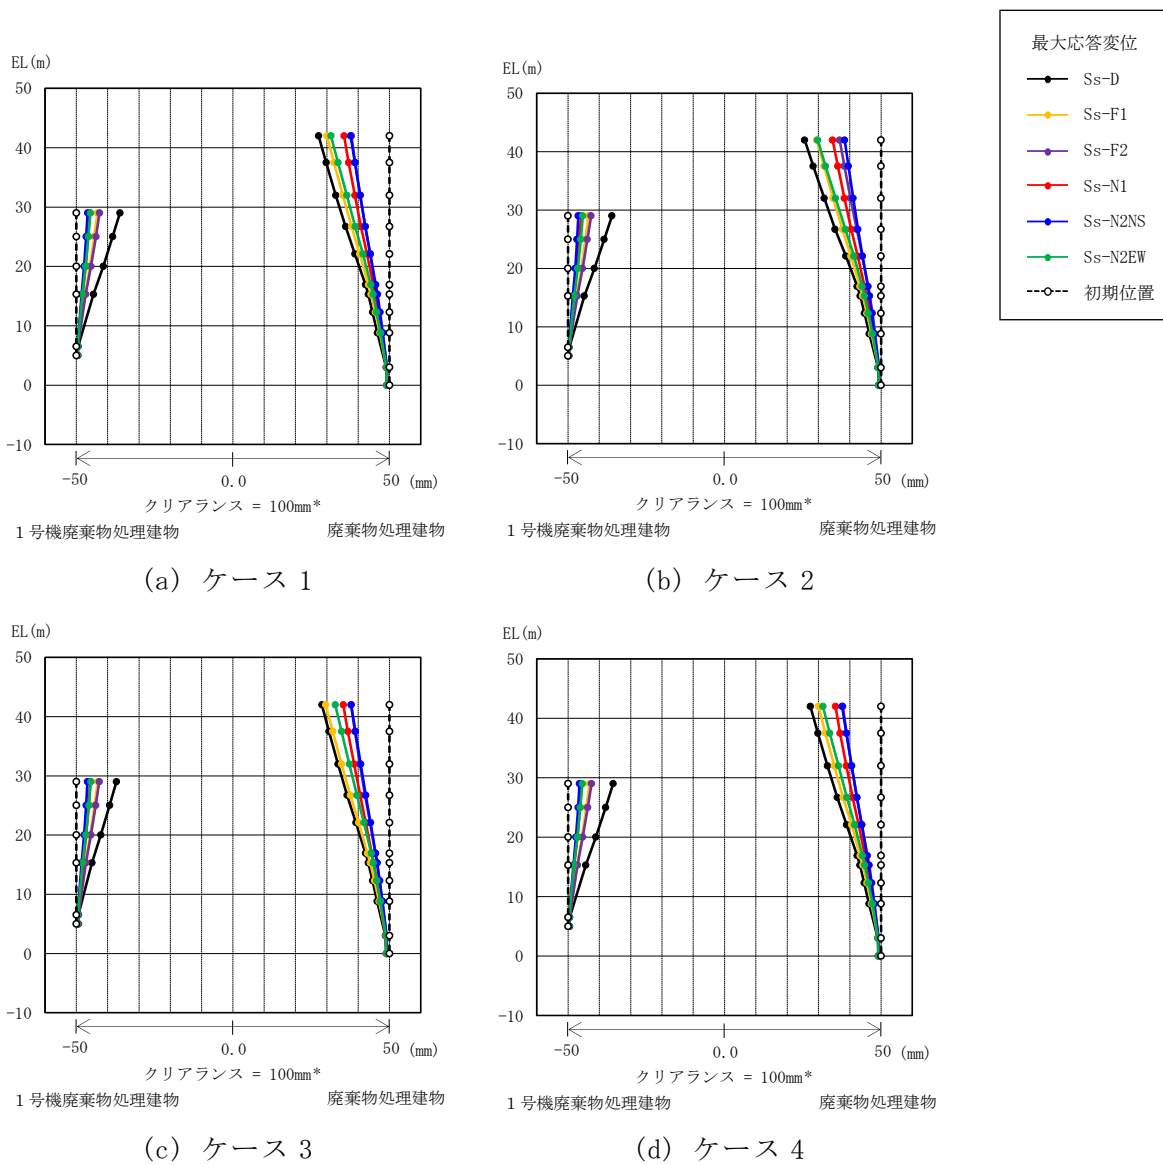 最大応答変位
Ss-D
Ss-F1
Ss-F2
Ss-N1
Ss-N2NS
Ss-N2EW
初期位置
EL(m)
50
40
30
20
10
0
-10
-50 0.0 50 (mm)
クリアランス = 100mm*
1号機廃棄物処理建物 廃棄物処理建物
(a) ケース 1
EL(m)
50
40
30
20
10
0
-10
-50 0.0 50 (mm)
クリアランス = 100mm*
1号機廃棄物処理建物 廃棄物処理建物
(b) ケース 2
EL(m)
50
40
30
20
10
0
-10
-50 0.0 50 (mm)
クリアランス = 100mm*
1号機廃棄物処理建物 廃棄物処理建物
(c) ケース 3
EL(m)
50
40
30
20
10
0
-10
-50 0.0 50 (mm)
クリアランス = 100mm*
1号機廃棄物処理建物 廃棄物処理建物
(d) ケース 4